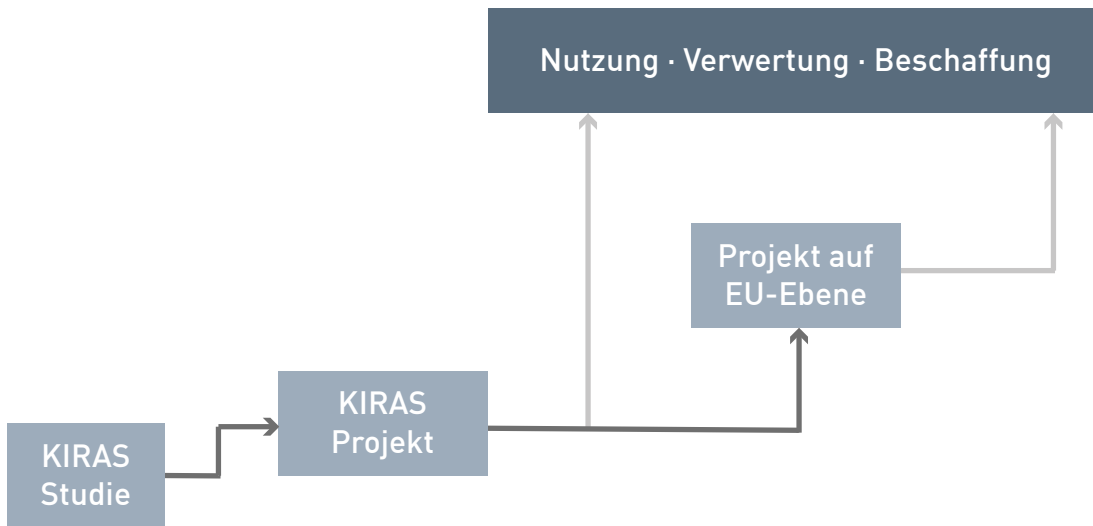 Nutzung · Verwertung · Beschaffung
Projekt auf
EU-Ebene
KIRAS
Projekt
KIRAS
Studie